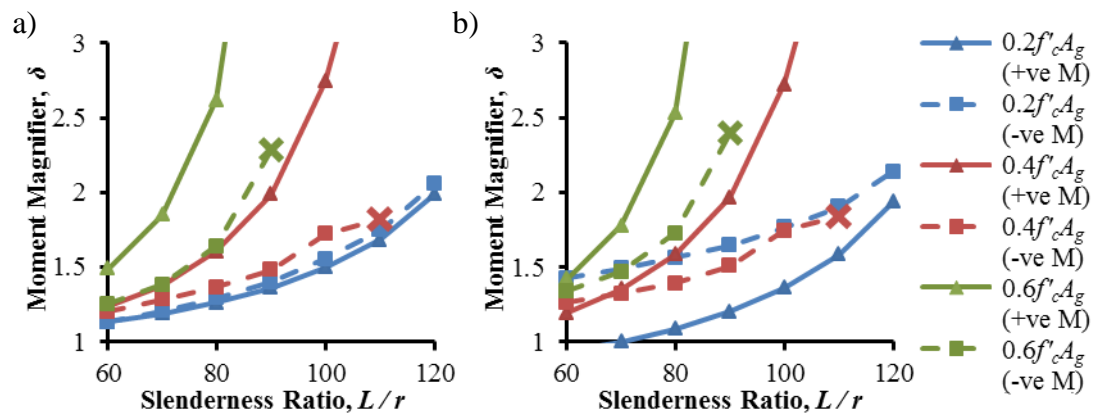 a)
Moment Magnifier, δ
3
2.5
2
1.5
1
60
80
100
120
Slenderness Ratio, L / r
b)
Moment Magnifier, δ
3
2.5
2
1.5
1
60
80
100
120
Slenderness Ratio, L / r
0.2f'cAg
(+ve M)
0.2f'cAg
(-ve M)
0.4f'cAg
(+ve M)
0.4f'cAg
(-ve M)
0.6f'cAg
(+ve M)
0.6f'cAg
(-ve M)